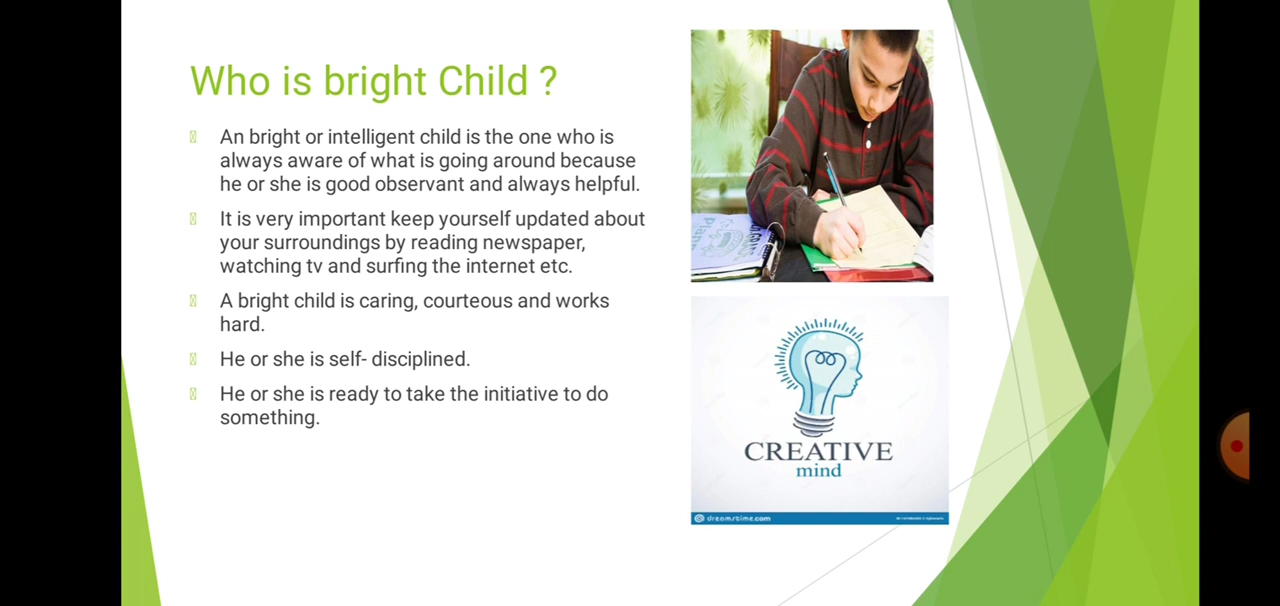 Who is bright Child ?
An bright or intelligent child is the one who is
always aware of what is going around because
he or she is good observant and always helpful.
It is very important keep yourself updated about
your surroundings by reading newspaper,
watching tv and surfing the internet etc.
A bright child is caring, courteous and works
hard.
He or she is self- disciplined.
He or she is ready to take the initiative to do
something.
CREATIVE
mind
dreamstime.com